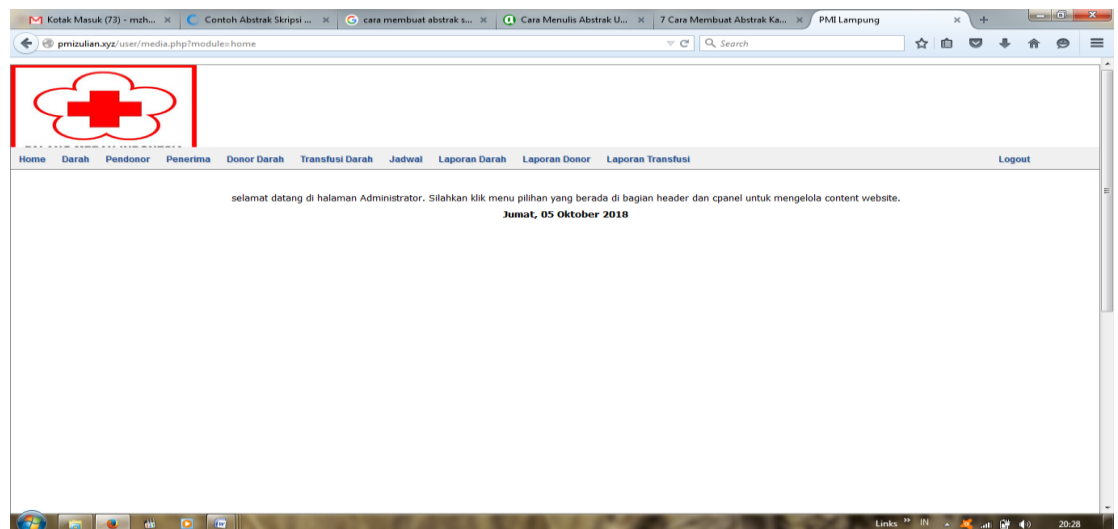 Kotak Masuk (73) - mzh...
Contoh Abstrak Skripsi ...
cara membuat abstrak s...
Cara Menulis Abstrak U...
7 Cara Membuat Abstrak Ka...
PMI Lampung
pmizulian.xyz/user/media.php?module=home
Search
Home Darah Pendonor Penerima Donor Darah Transfusi Darah Jadwal Laporan Darah Laporan Donor Laporan Transfusi Logout
selamat datang di halaman Administrator. Silahkan klik menu pilihan yang berada di bagian header dan cpanel untuk mengelola content website.
Jumat, 05 Oktober 2018
Links IN 20:28